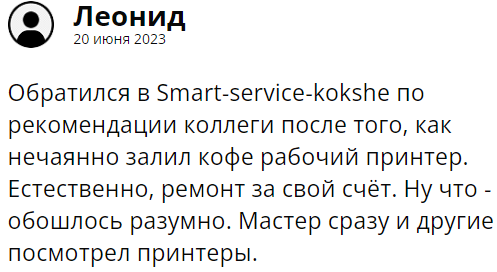 Леонид
20 июня 2023
Обратился в Smart-service-kokshe по
рекомендации коллеги после того, как
нечаянно залил кофе рабочий принтер.
Естественно, ремонт за свой счёт. Ну что -
обошлось разумно. Мастер сразу и другие
посмотрел принтеры.